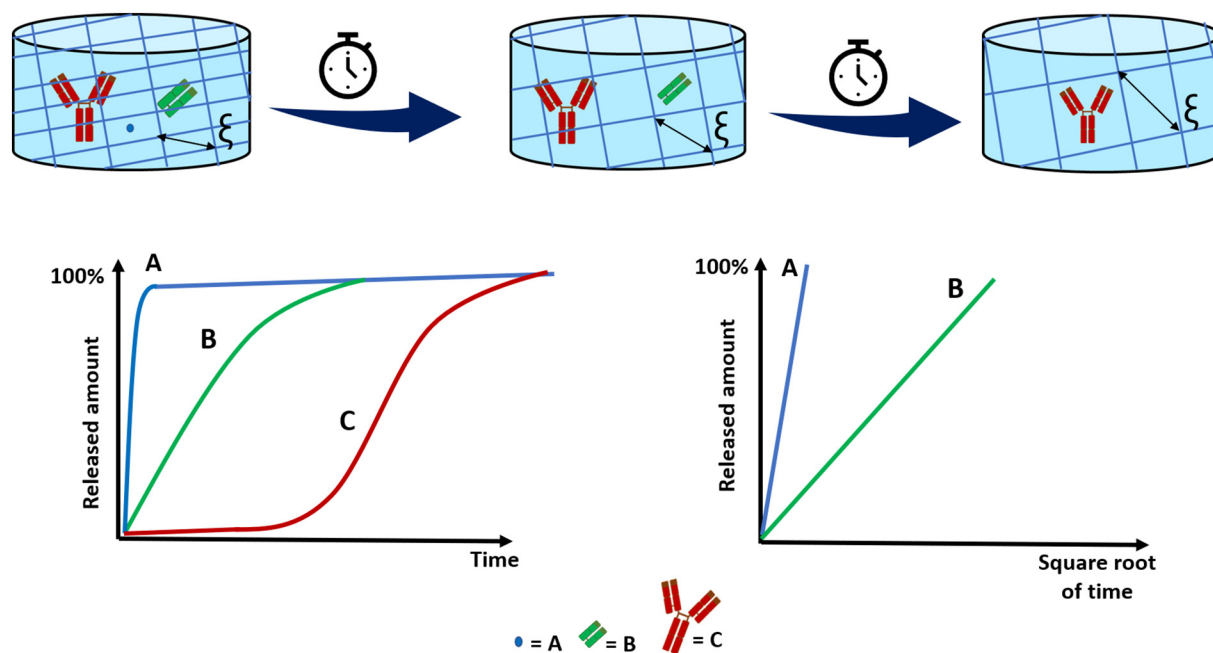 ξ
ξ
ξ
100%
A
B
C
Released amount
Time
100%
A
B
Released amount
Square root
of time
= A
= B
= C